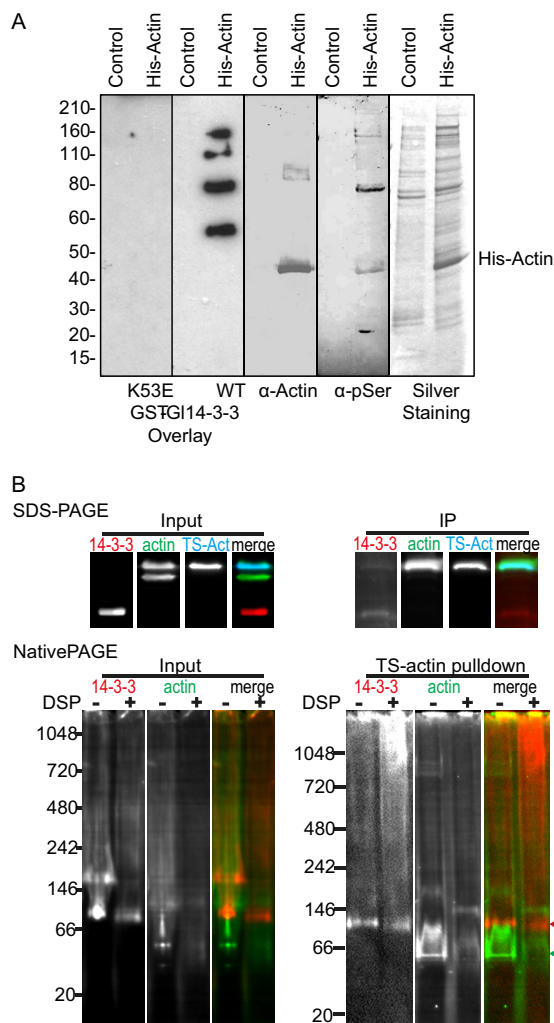 A
Control His-Actin Control His-Actin Control His-Actin Control His-Actin Control His-Actin
210-
160-
110-
80-
60-
50-
40-
30-
20-
15-
His-Actin
K53E WT α-Actin α-pSer Silver
GST-Gl14-3-3 Staining
Overlay
B
SDS-PAGE
Input IP
14-3-3 actin TS-Act merge 14-3-3 actin TS-Act merge
NativePAGE
Input TS-actin pulldown
14-3-3 actin merge 14-3-3 actin merge
DSP - + - + - + DSP - + - + - +
1048
720
480
242
146
66
20
1048
720
480
242
146
66
20